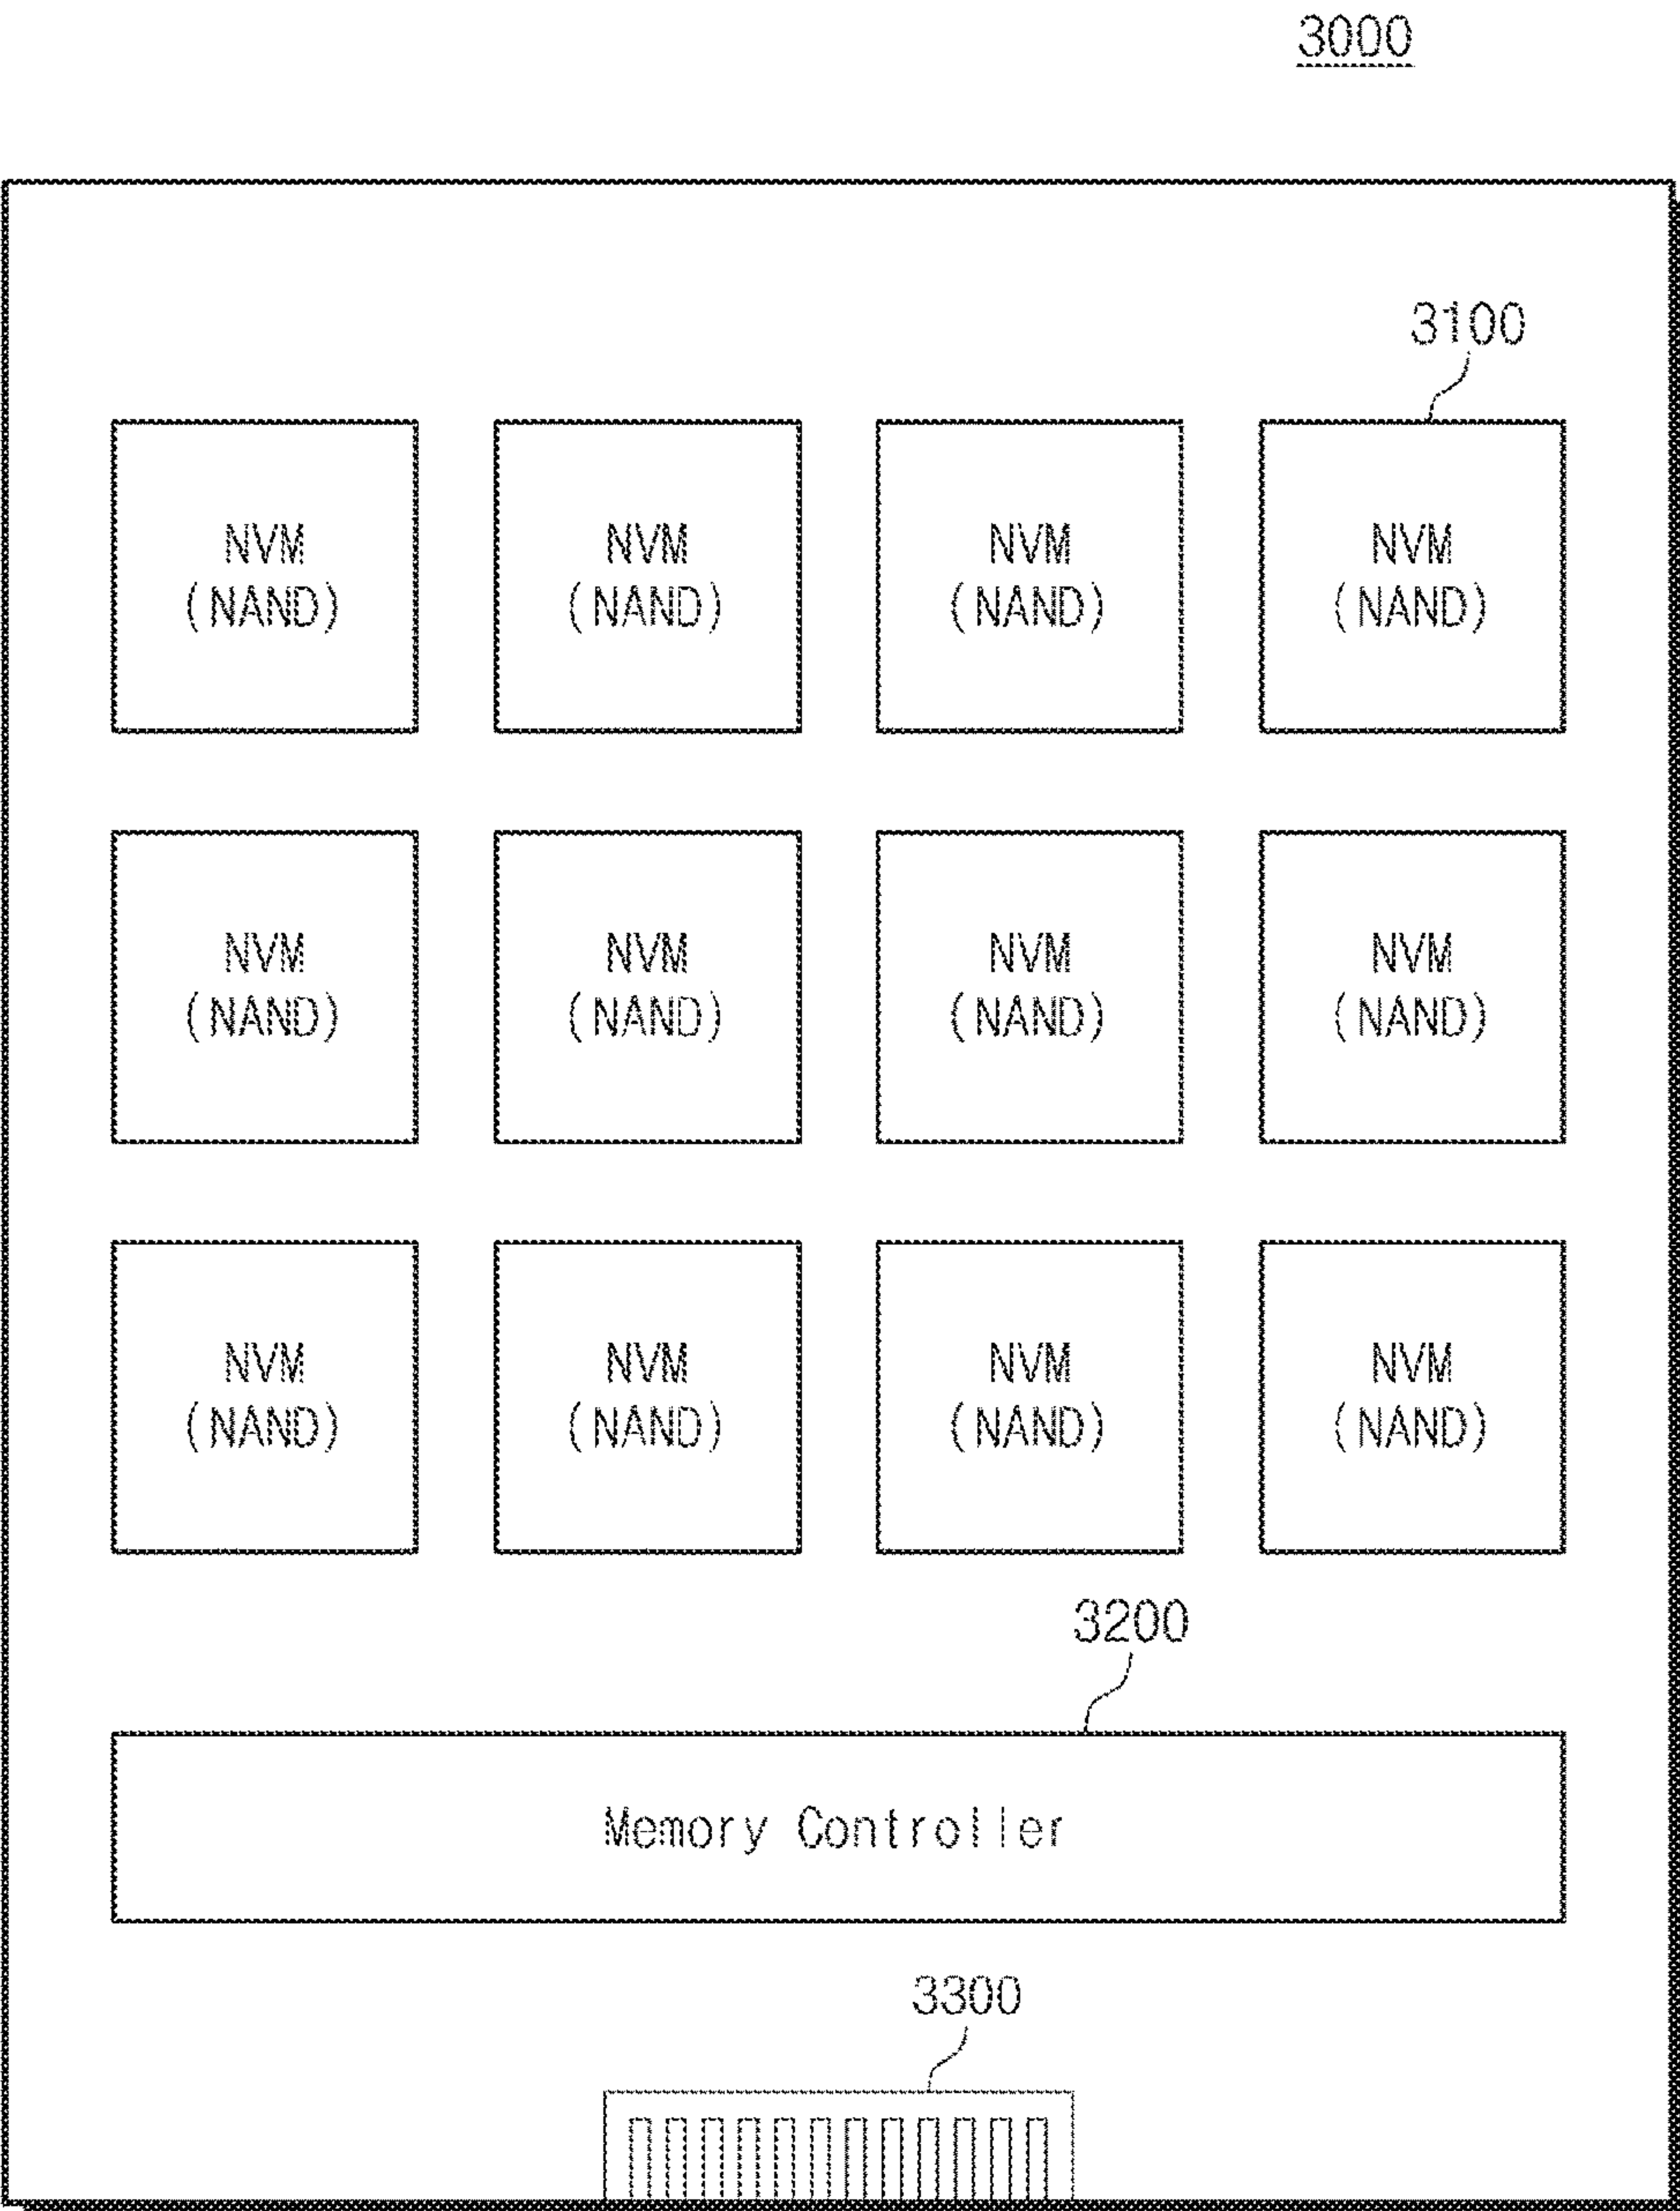 3000
3100
NVM NVM NVM NVM
(NAND) (NAND) (NAND) (NAND)
NVM NVM NVM NVM
(NAND) (NAND) (NAND) (NAND)
NVM NVM NVM NVM
(NAND) (NAND) (NAND) (NAND)
3200
Memory Controller
3300